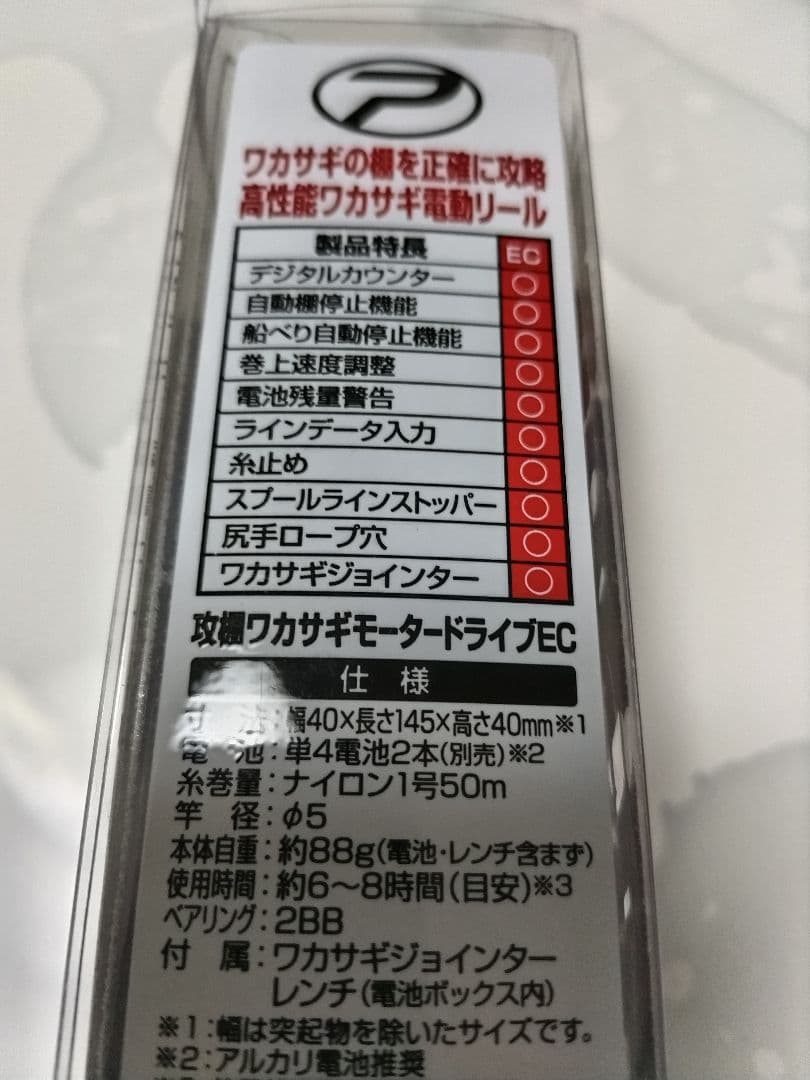 ワカサギの棚を正確に攻略
高性能ワカサギ電動リール
製品特長 EC
デジタルカウンター ○
自動棚停止機能 ○
船べり自動停止機能 ○
巻上速度調整 ○
電池残量警告 ○
ラインデータ入力 ○
糸止め ○
スプールラインストッパー ○
尻手ロープ穴 ○
ワカサギジョインター ○
攻棚ワカサギモータードライブEC
仕 様
寸 法:幅40×長さ145×高さ40mm※1
電 池:単4電池2本(別売)※2
糸巻量:ナイロン1号50m
竿 径:φ5
本体自重:約88g(電池・レンチ含まず)
使用時間:約6～8時間(目安)※3
ベアリング:2BB
付 属:ワカサギジョインター
レンチ(電池ボックス内)
※1:幅は突起物を除いたサイズです。
※2:アルカリ電池推奨